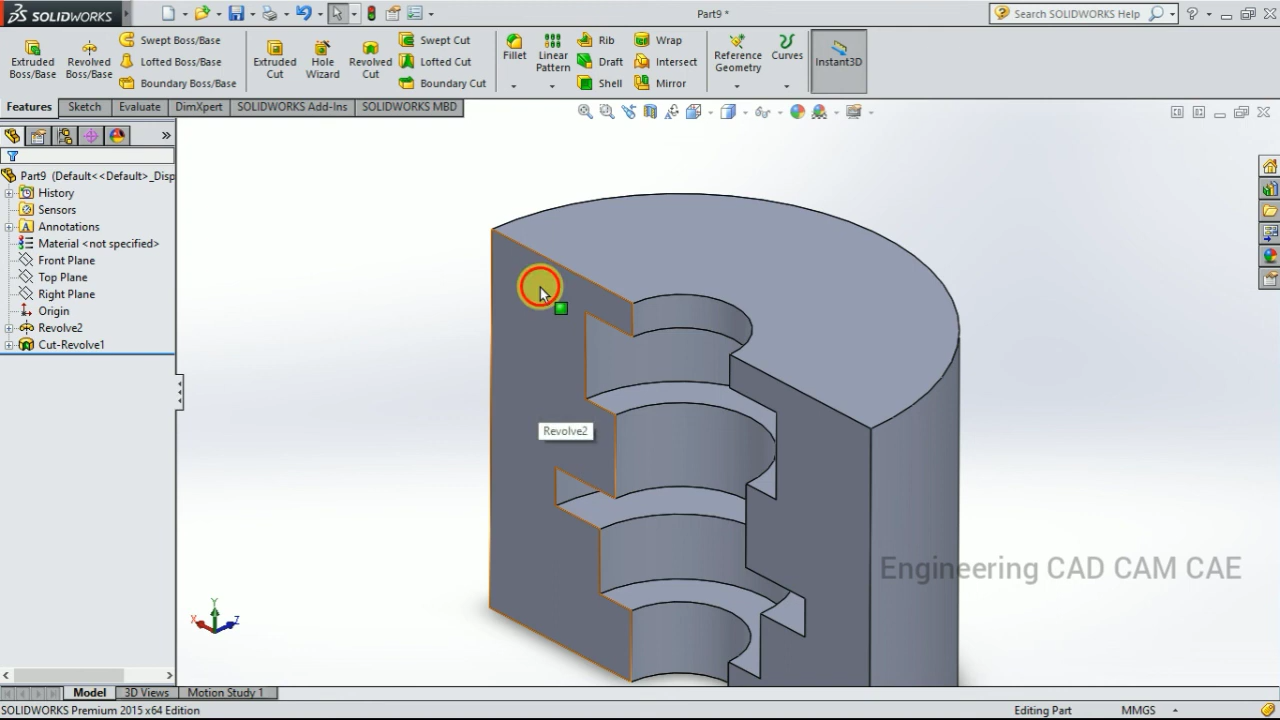 SOLIDWORKS
Part9 *
Search SOLIDWORKS Help
Extruded Boss/Base
Revolved Boss/Base
Swept Boss/Base
Lofted Boss/Base
Boundary Boss/Base
Extruded Cut
Hole Wizard
Revolved Cut
Swept Cut
Lofted Cut
Boundary Cut
Fillet
Linear Pattern
Rib
Draft
Shell
Wrap
Intersect
Mirror
Reference Geometry
Curves
Instant3D
Features Sketch Evaluate DimXpert SOLIDWORKS Add-Ins SOLIDWORKS MBD
Part9 (Default<<Default>_Disp
History
Sensors
Annotations
Material <not specified>
Front Plane
Top Plane
Right Plane
Origin
Revolve2
Cut-Revolve1
Revolve2
Engineering CAD CAM CAE
Y
X
Z
Model 3D Views Motion Study 1
SOLIDWORKS Premium 2015 x64 Edition
Editing Part
MMGS